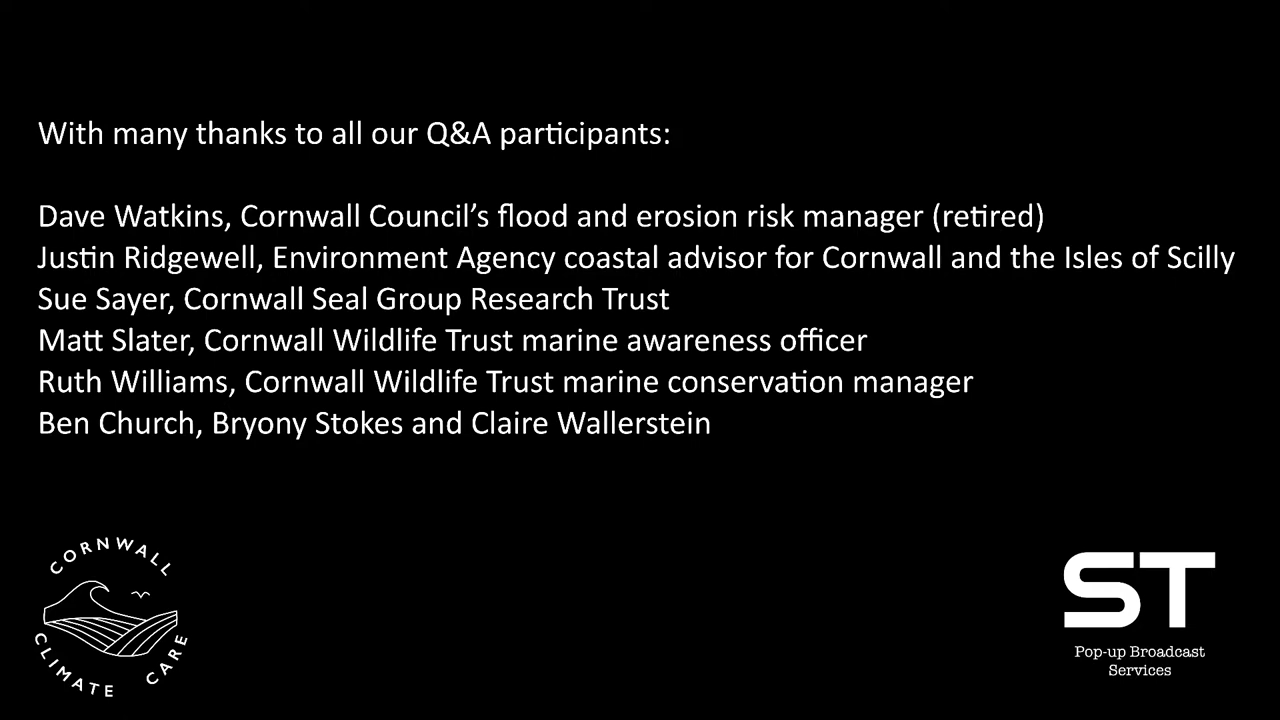 With many thanks to all our Q&A participants:
Dave Watkins, Cornwall Council’s flood and erosion risk manager (retired)
Justin Ridgewell, Environment Agency coastal advisor for Cornwall and the Isles of Scilly
Sue Sayer, Cornwall Seal Group Research Trust
Matt Slater, Cornwall Wildlife Trust marine awareness officer
Ruth Williams, Cornwall Wildlife Trust marine conservation manager
Ben Church, Bryony Stokes and Claire Wallerstein
CORNWALL
CLIMATE CARE
ST
Pop-up Broadcast
Services